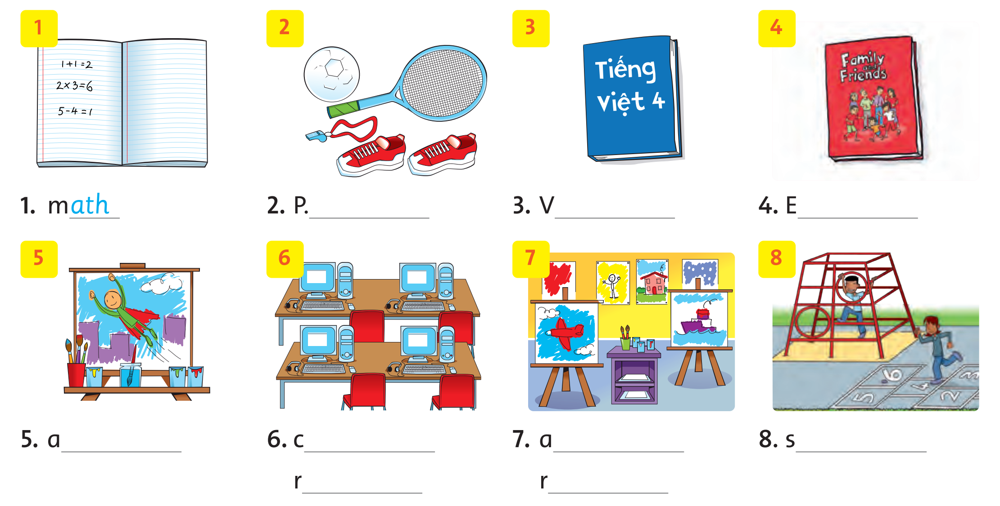 1
2
3
4
1+1=2
2×3=6
5-4=1
Tiếng
Việt 4
Family
and
Friends
1. math
2. P.
3. V
4. E
5
6
7
8
6
5
4
3
2
5. a
6. c
7. a
8. s
r
r